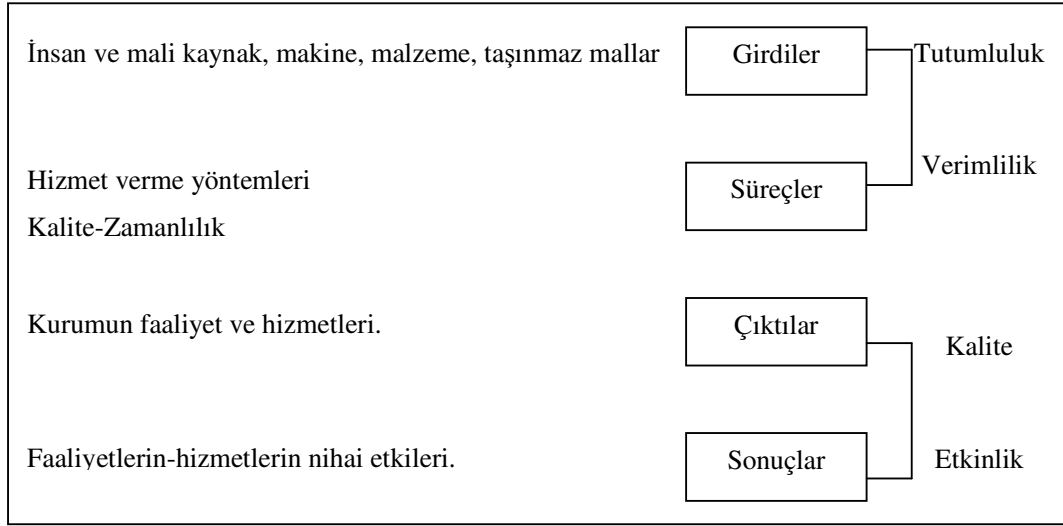 İnsan ve mali kaynak, makine, malzeme, taşınmaz mallar Girdiler Tutumluluk
Verimlilik
Hizmet verme yöntemleri Süreçler
Kalite-Zamanlılık
Kurumun faaliyet ve hizmetleri. Çıktılar
Kalite
Faaliyetlerin-hizmetlerin nihai etkileri. Sonuçlar Etkinlik